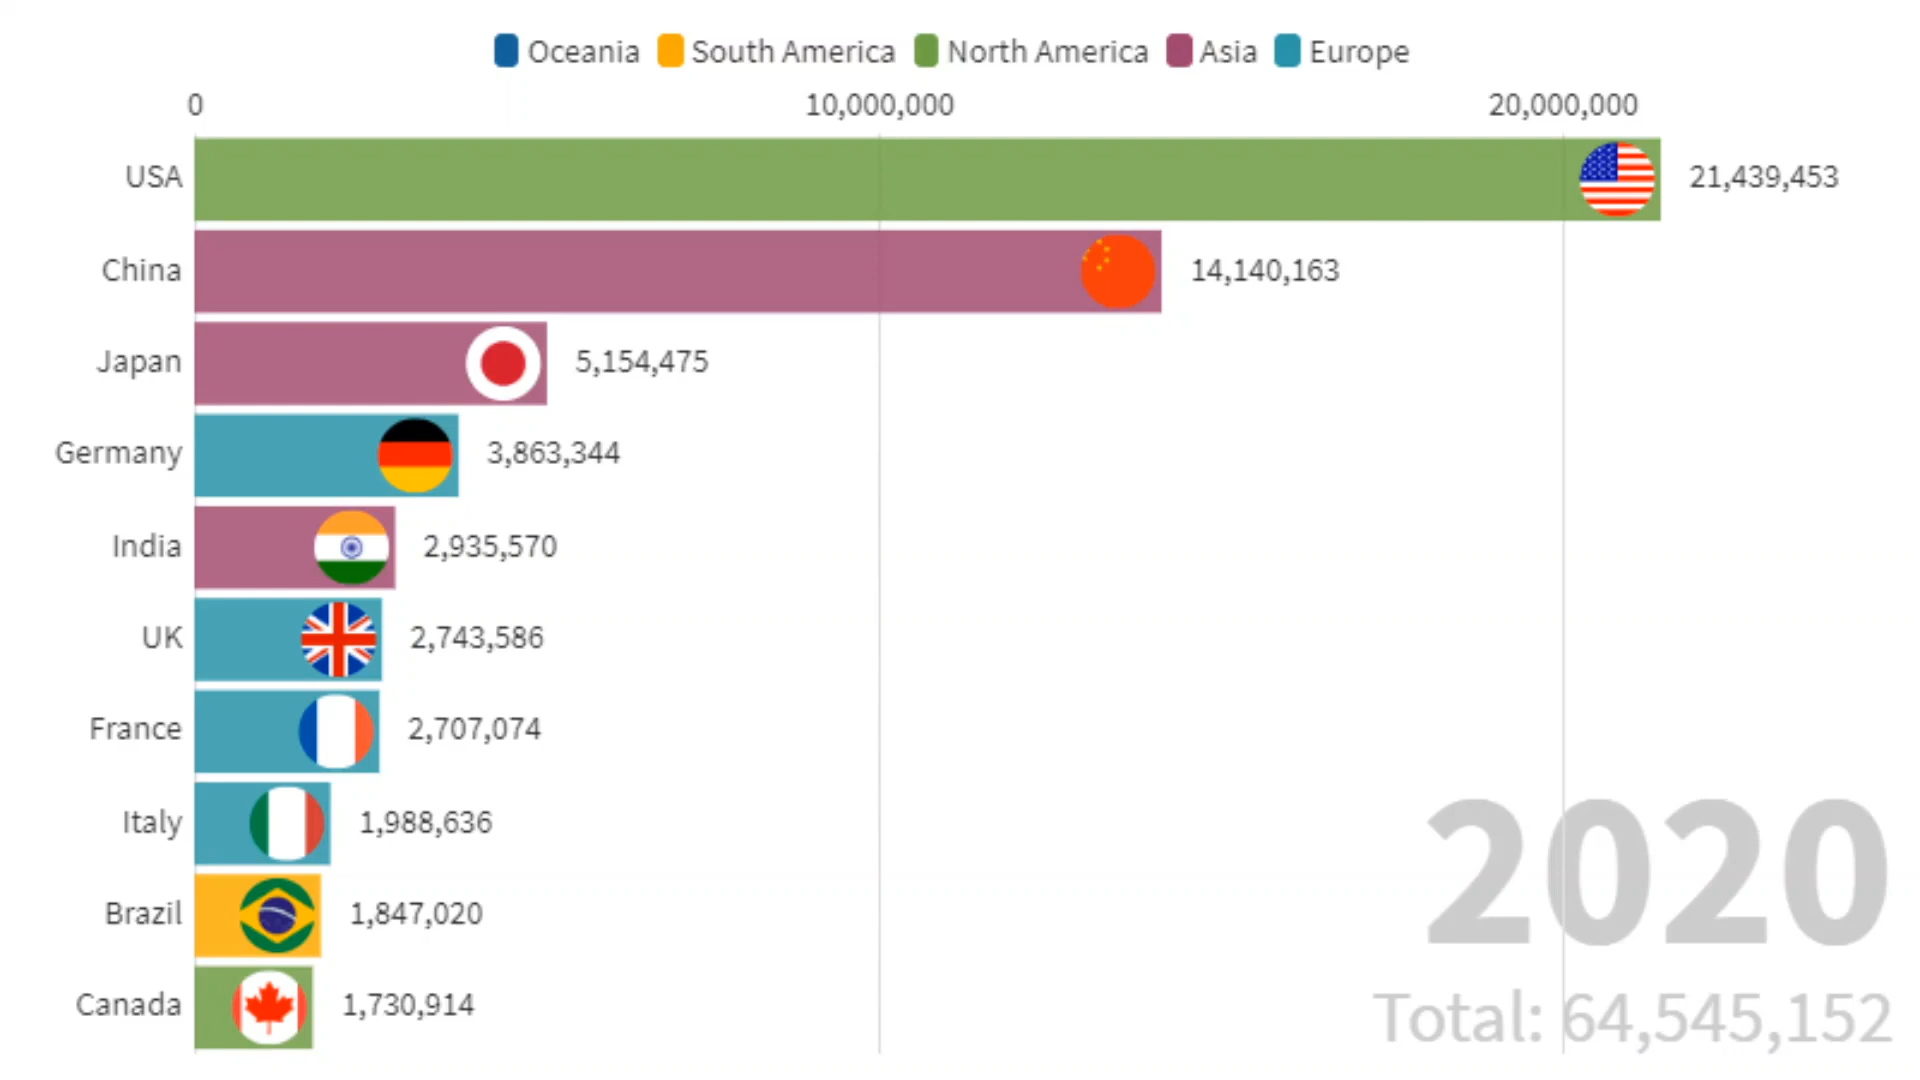 Oceania South America North America Asia Europe
0 10,000,000 20,000,000
USA 21,439,453
China 14,140,163
Japan 5,154,475
Germany 3,863,344
India 2,935,570
UK 2,743,586
France 2,707,074
Italy 1,988,636
Brazil 1,847,020
Canada 1,730,914
2020
Total: 64,545,152